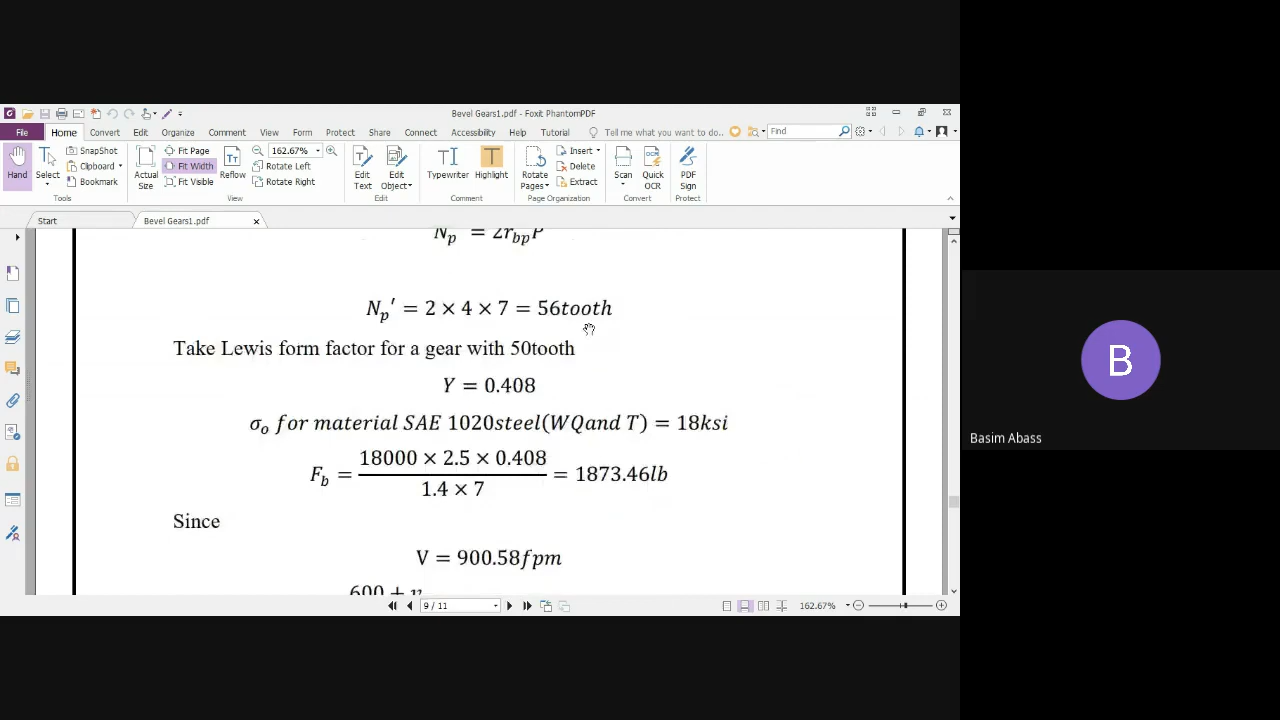 Bevel Gears1.pdf - Foxit PhantomPDF
File Home Convert Edit Organize Comment View Form Protect Share Connect Accessibility Help Tutorial Tell me what you want to do.. Find
Hand
Select
SnapShot
Clipboard
Bookmark
Tools
Actual Size
Fit Page
Fit Width
Fit Visible
Reflow
162.67%
Rotate Left
Rotate Right
View
Edit Text
Edit Object
Edit
Typewriter
Highlight
Comment
Rotate Pages
Insert
Delete
Extract
Page Organization
Scan
Quick OCR
Convert
PDF Sign
Protect
Start
Bevel Gears1.pdf
N_p = 2r_{bp}P
N_p′ = 2 × 4 × 7 = 56tooth
Take Lewis form factor for a gear with 50tooth
Y = 0.408
σ_o for material SAE 1020steel(WQand T) = 18ksi
F_b = \frac{18000 × 2.5 × 0.408}{1.4 × 7} = 1873.46lb
Since
V = 900.58fpm
600 + v
9 / 11
162.67%
B
Basim Abass